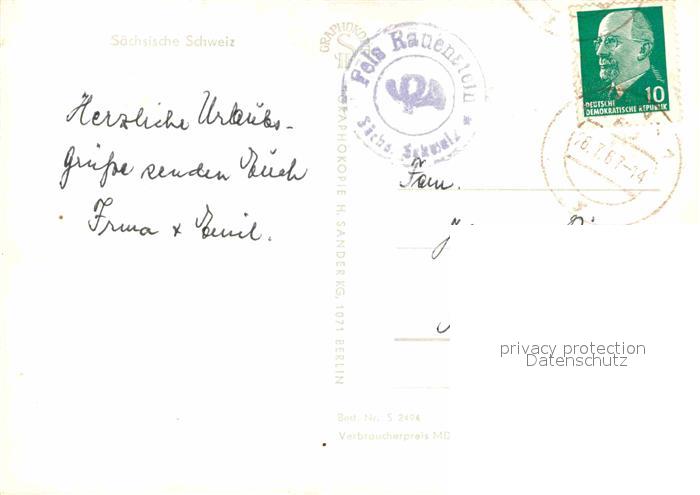 Sächsische Schweiz
Herzliche Urlaubs-
grüße senden Euch
Irma + Emil.
GRAPHOKOPIE H. SANDER KG, 1071 BERLIN
Fels Rauenstein
Sächs. Schweiz *
10
DEUTSCHE
DEMOKRATISCHE REPUBLIK
Fam.
privacy protection
Datenschutz
Best. Nr. S 2494
Verbraucherpreis MD